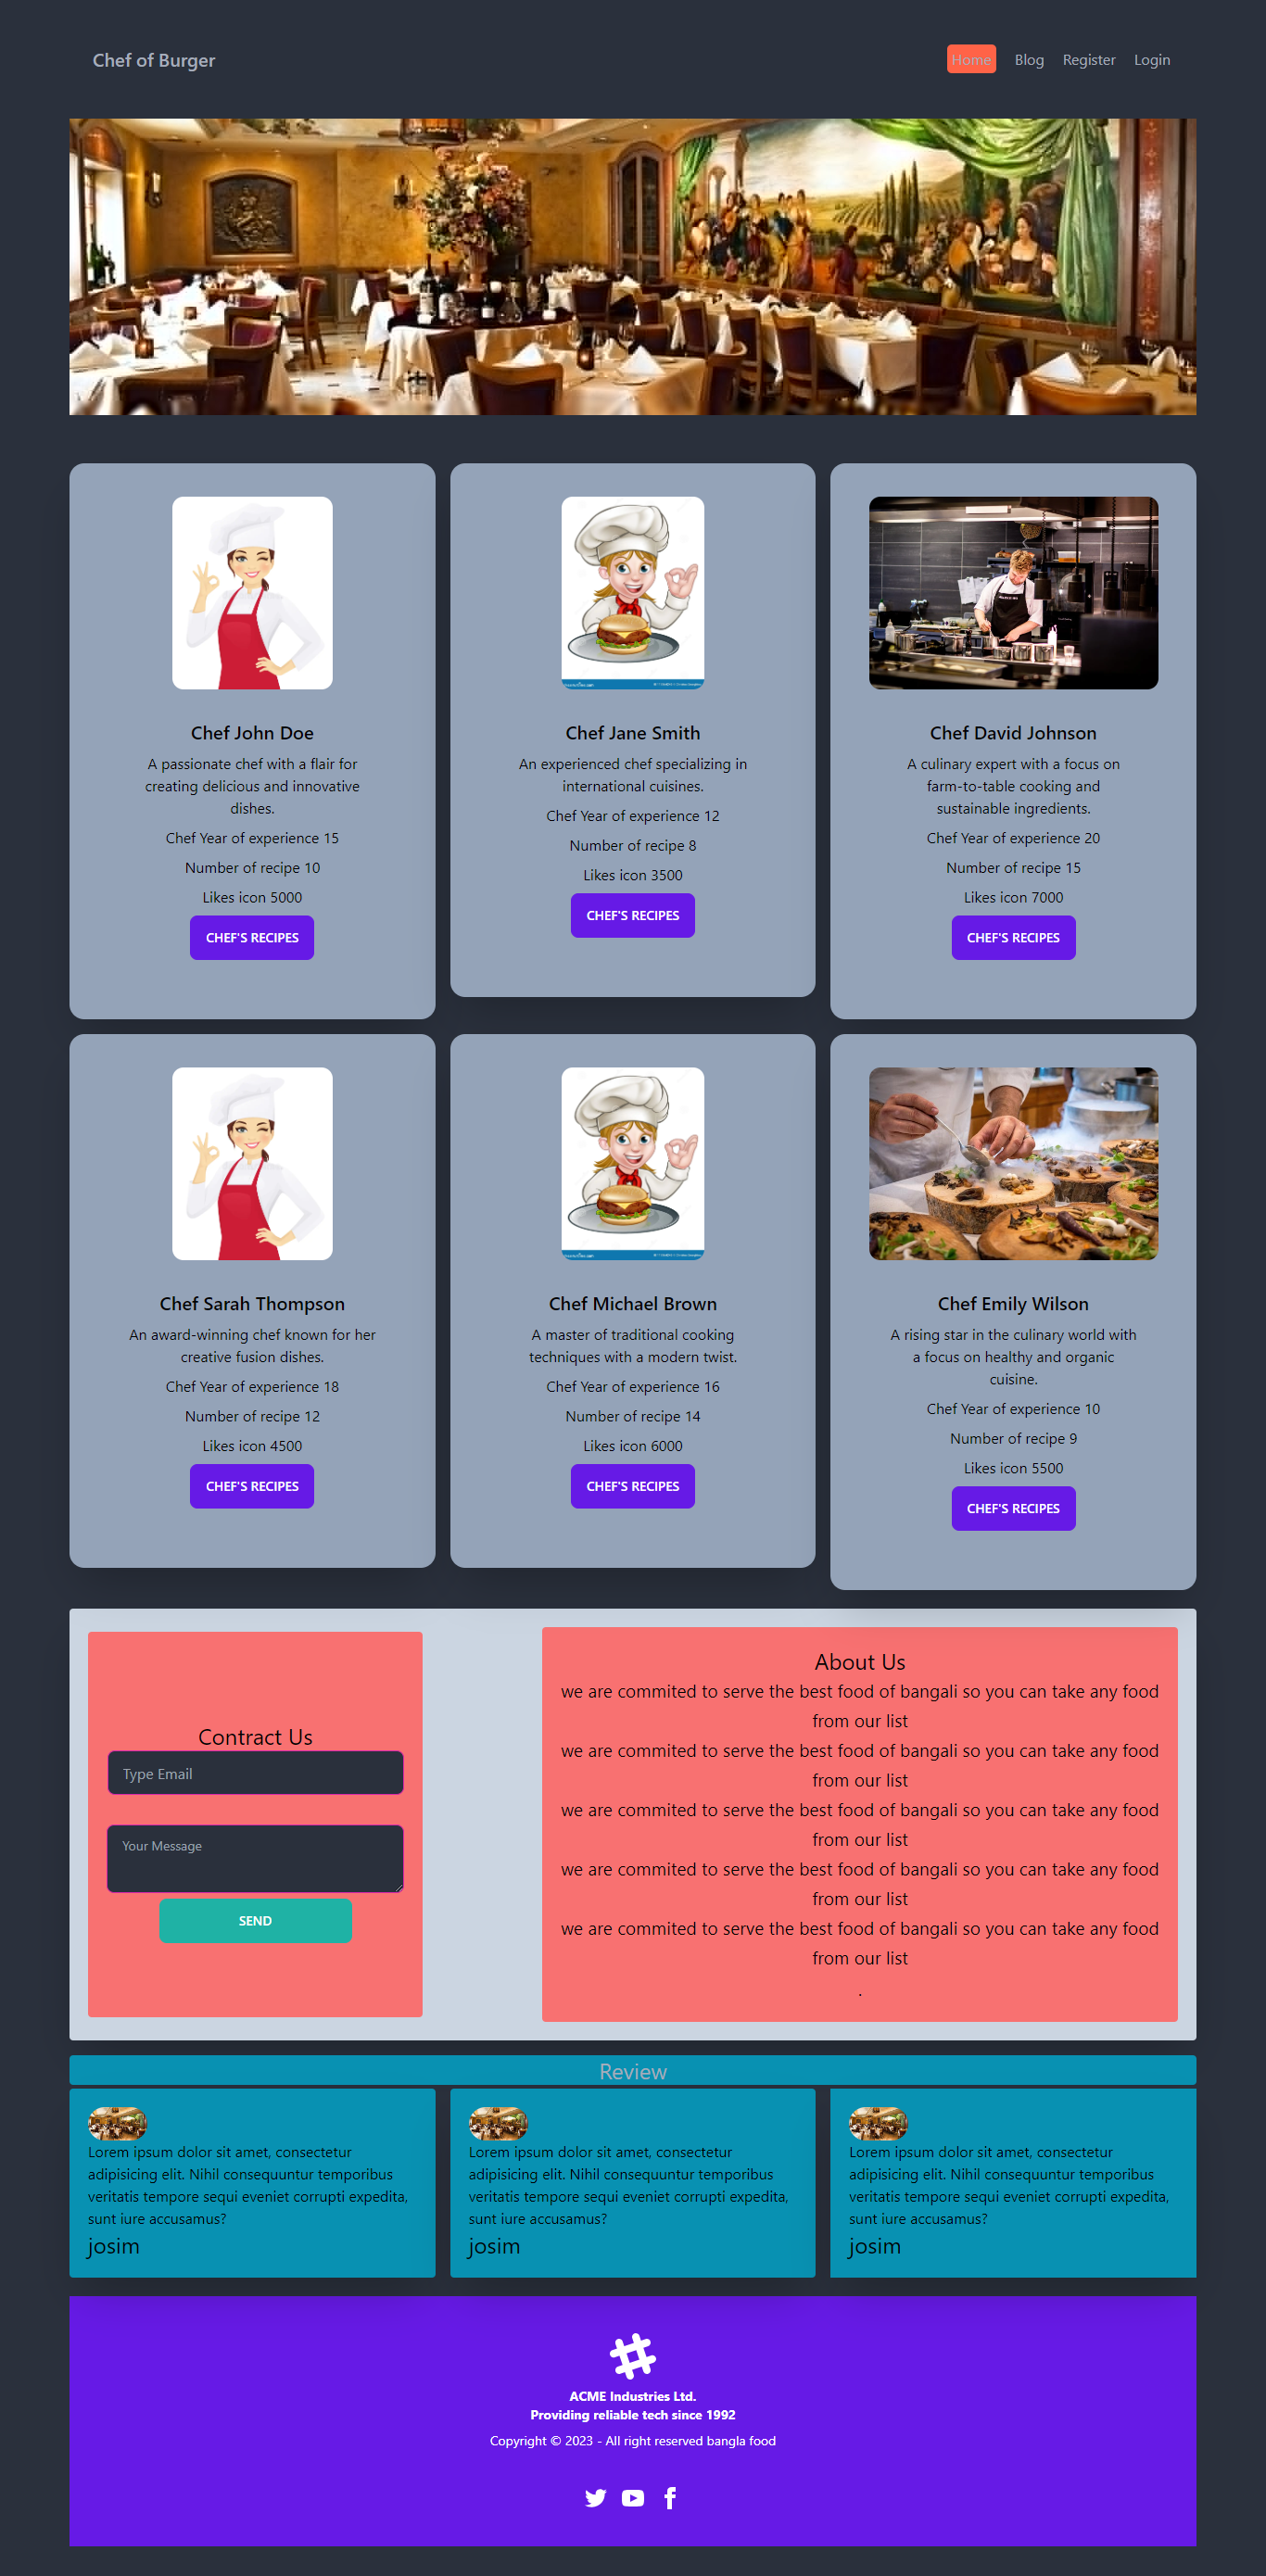 Chef of Burger
Home Blog Register Login
Chef John Doe
A passionate chef with a flair for
creating delicious and innovative
dishes.
Chef Year of experience 15
Number of recipe 10
Likes icon 5000
CHEF'S RECIPES
Chef Jane Smith
An experienced chef specializing in
international cuisines.
Chef Year of experience 12
Number of recipe 8
Likes icon 3500
CHEF'S RECIPES
Chef David Johnson
A culinary expert with a focus on
farm-to-table cooking and
sustainable ingredients.
Chef Year of experience 20
Number of recipe 15
Likes icon 7000
CHEF'S RECIPES
Chef Sarah Thompson
An award-winning chef known for her
creative fusion dishes.
Chef Year of experience 18
Number of recipe 12
Likes icon 4500
CHEF'S RECIPES
Chef Michael Brown
A master of traditional cooking
techniques with a modern twist.
Chef Year of experience 16
Number of recipe 14
Likes icon 6000
CHEF'S RECIPES
Chef Emily Wilson
A rising star in the culinary world with
a focus on healthy and organic
cuisine.
Chef Year of experience 10
Number of recipe 9
Likes icon 5500
CHEF'S RECIPES
Contract Us
Type Email
Your Message
SEND
About Us
we are commited to serve the best food of bangali so you can take any food
from our list
we are commited to serve the best food of bangali so you can take any food
from our list
we are commited to serve the best food of bangali so you can take any food
from our list
we are commited to serve the best food of bangali so you can take any food
from our list
we are commited to serve the best food of bangali so you can take any food
from our list
.
Review
Lorem ipsum dolor sit amet, consectetur
adipisicing elit. Nihil consequuntur temporibus
veritatis tempore sequi eveniet corrupti expedita,
sunt iure accusamus?
josim
Lorem ipsum dolor sit amet, consectetur
adipisicing elit. Nihil consequuntur temporibus
veritatis tempore sequi eveniet corrupti expedita,
sunt iure accusamus?
josim
Lorem ipsum dolor sit amet, consectetur
adipisicing elit. Nihil consequuntur temporibus
veritatis tempore sequi eveniet corrupti expedita,
sunt iure accusamus?
josim
ACME Industries Ltd.
Providing reliable tech since 1992
Copyright © 2023 - All right reserved bangla food